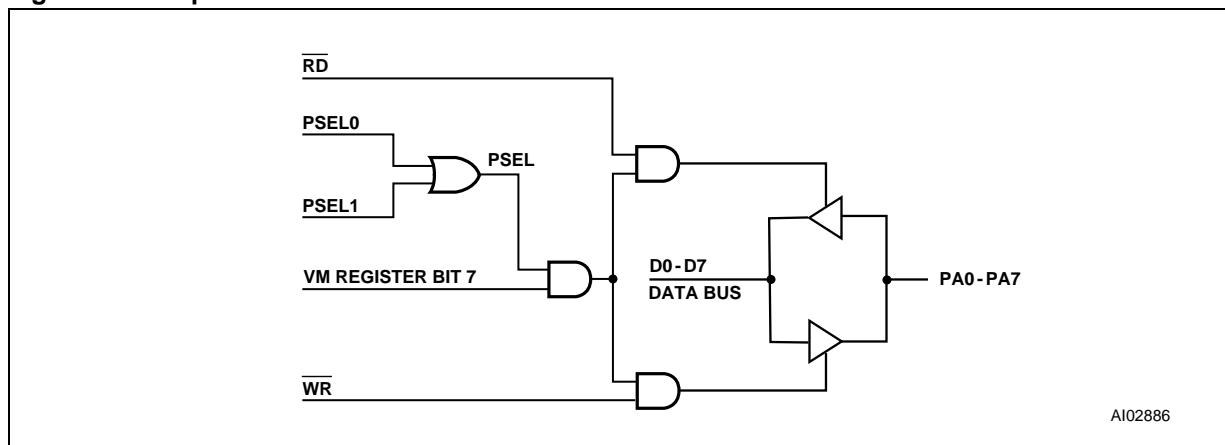 RD
PSEL0
PSEL
PSEL1
VM REGISTER BIT 7
D0-D7
DATA BUS
PA0-PA7
WR
AI02886